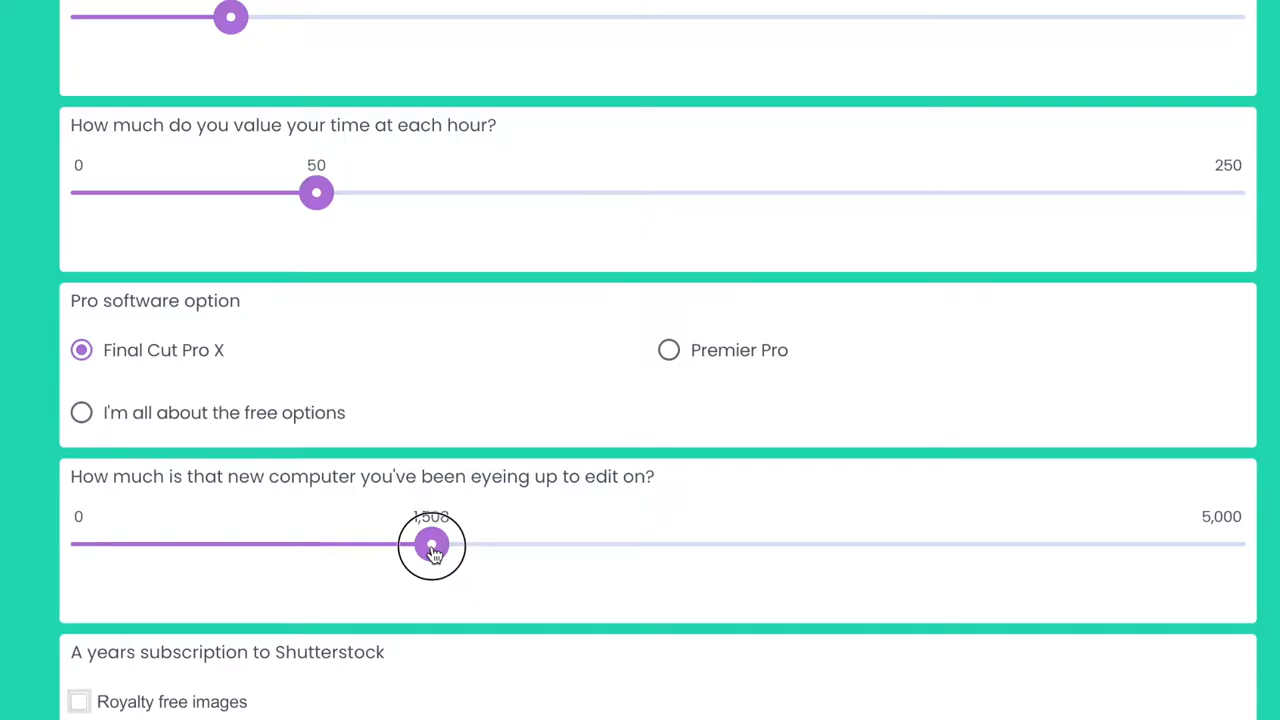 How much do you value your time at each hour?
0 50 250
Pro software option
Final Cut Pro X Premier Pro
I'm all about the free options
How much is that new computer you've been eyeing up to edit on?
0 1,508 5,000
A years subscription to Shutterstock
Royalty free images